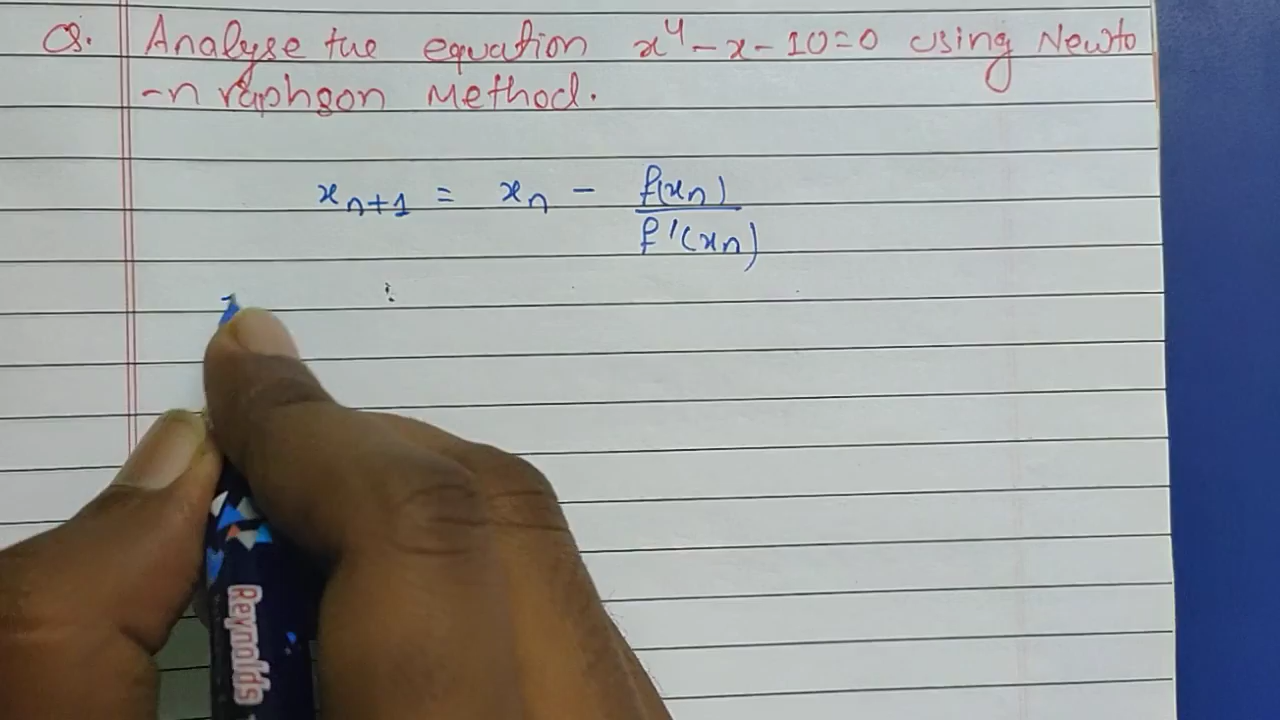 Q. Analyse the equation x⁴-x-10=0 using Newto
-n raphson Method.
xₙ₊₁ = xₙ - f(xₙ)/f'(xₙ)
Reynolds